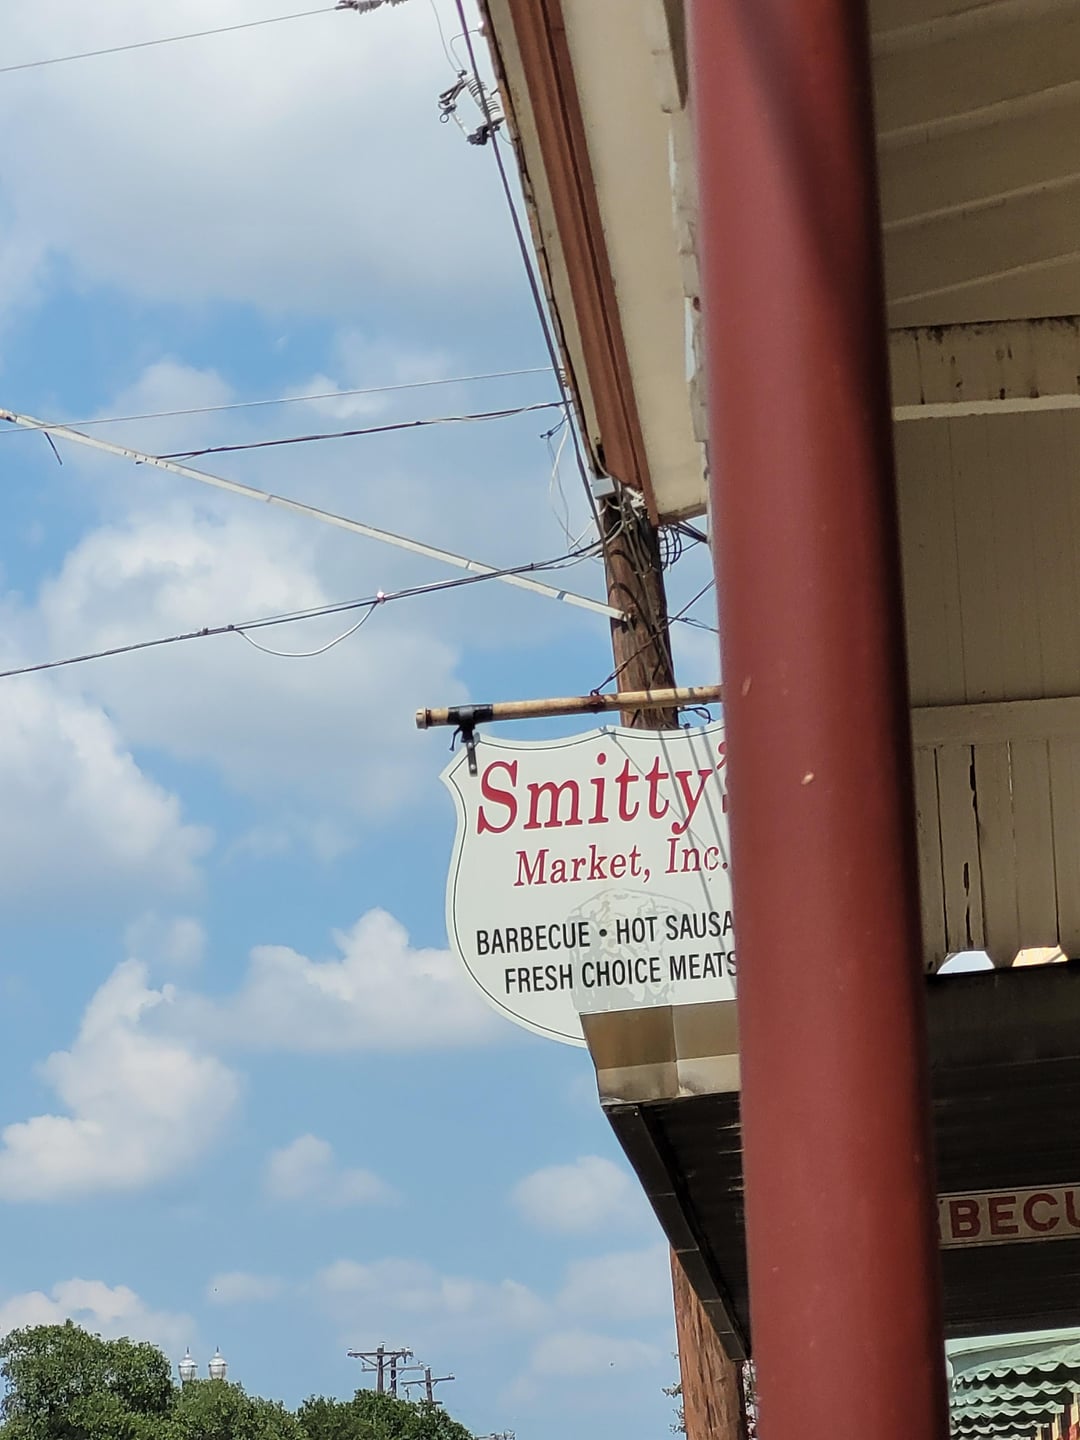 Smitty's
Market, Inc.
BARBECUE • HOT SAUSA
FRESH CHOICE MEATS
BECU